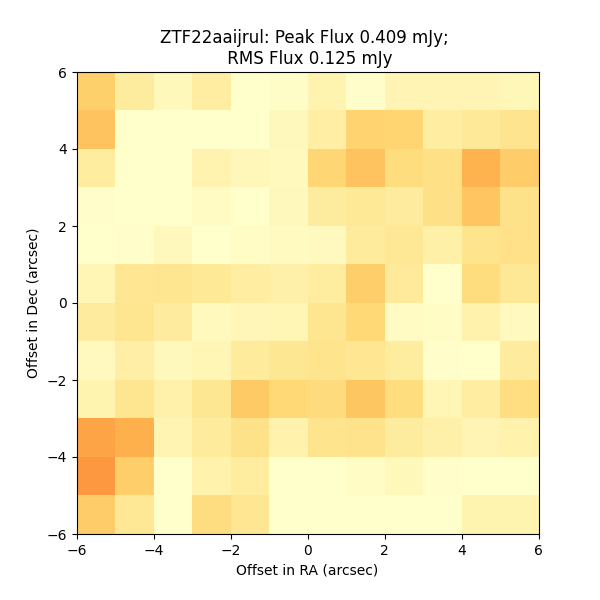 ZTF22aaijrul: Peak Flux 0.409 mJy;
RMS Flux 0.125 mJy
6
4
2
0
−2
−4
−6
Offset in Dec (arcsec)
−6 −4 −2 0 2 4 6
Offset in RA (arcsec)